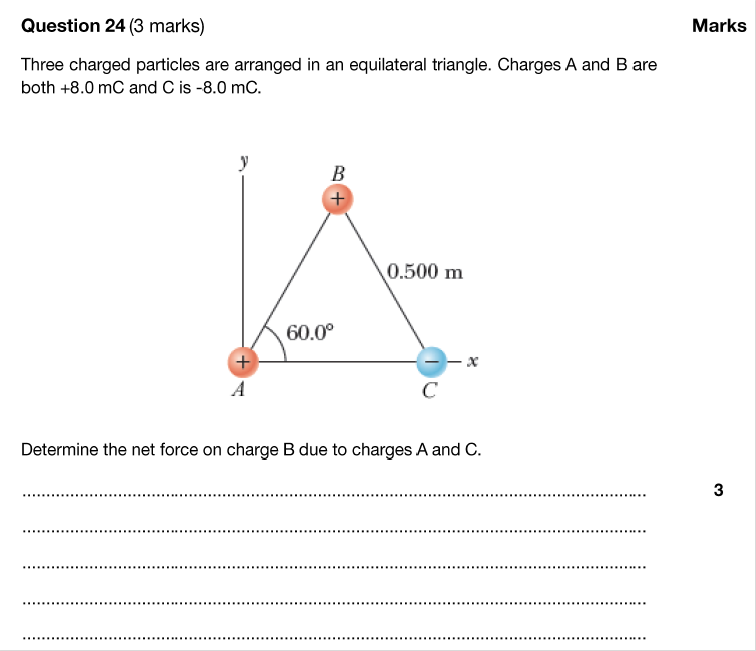 Question 24 (3 marks) Marks
Three charged particles are arranged in an equilateral triangle. Charges A and B are
both +8.0 mC and C is -8.0 mC.
y
B
+
0.500 m
60.0°
+
−
x
A
C
Determine the net force on charge B due to charges A and C.
3